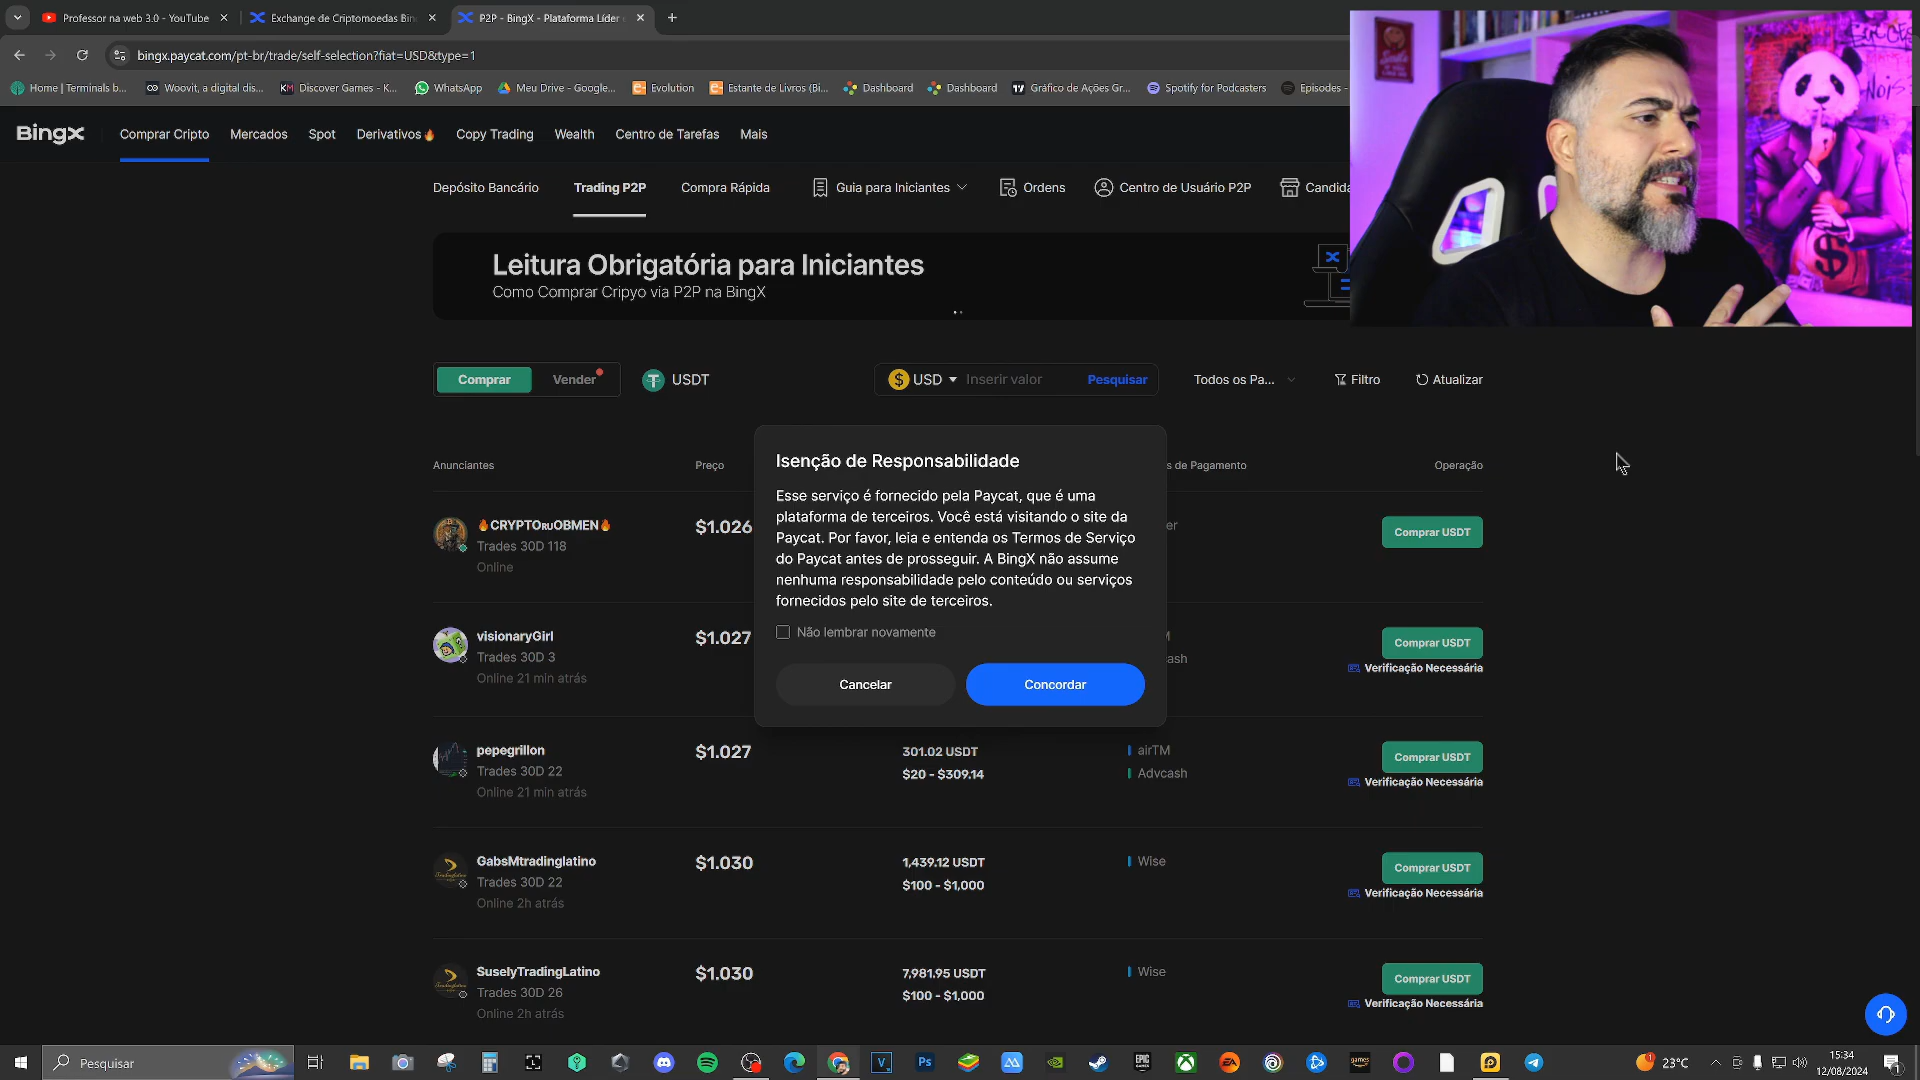 Professor na web 3.0 - YouTube
Exchange de Criptomoedas Bin
P2P - BingX - Plataforma Líder
bingx.paycat.com/pt-br/trade/self-selection?fiat=USD&type=1
Home | Terminals b...
Woovit, a digital dis...
Discover Games - K...
WhatsApp
Meu Drive - Google...
Evolution
Estante de Livros (Bi...
Dashboard
Dashboard
Gráfico de Ações Gr...
Spotify for Podcasters
Episodes -
BingX
Comprar Cripto
Mercados
Spot
Derivativos🔥
Copy Trading
Wealth
Centro de Tarefas
Mais
Depósito Bancário
Trading P2P
Compra Rápida
Guia para Iniciantes
Ordens
Centro de Usuário P2P
Candida
Leitura Obrigatória para Iniciantes
Como Comprar Cripyo via P2P na BingX
Comprar
Vender
USDT
USD
Inserir valor
Pesquisar
Todos os Pa...
Filtro
Atualizar
Anunciantes
Preço
s de Pagamento
Operação
🔥CRYPTOʀᴜOBMEN🔥
Trades 30D 118
Online
$1.026
er
Comprar USDT
visionaryGirl
Trades 30D 3
Online 21 min atrás
$1.027
M
ash
Comprar USDT
Verificação Necessária
Isenção de Responsabilidade
Esse serviço é fornecido pela Paycat, que é uma
plataforma de terceiros. Você está visitando o site da
Paycat. Por favor, leia e entenda os Termos de Serviço
do Paycat antes de prosseguir. A BingX não assume
nenhuma responsabilidade pelo conteúdo ou serviços
fornecidos pelo site de terceiros.
Não lembrar novamente
Cancelar
Concordar
pepegrillon
Trades 30D 22
Online 21 min atrás
$1.027
301.02 USDT
$20 - $309.14
airTM
Advcash
Comprar USDT
Verificação Necessária
GabsMtradinglatino
Trades 30D 22
Online 2h atrás
$1.030
1,439.12 USDT
$100 - $1,000
Wise
Comprar USDT
Verificação Necessária
SuselyTradingLatino
Trades 30D 26
Online 2h atrás
$1.030
7,981.95 USDT
$100 - $1,000
Wise
Comprar USDT
Verificação Necessária
Pesquisar
23°C
15:34
12/08/2024